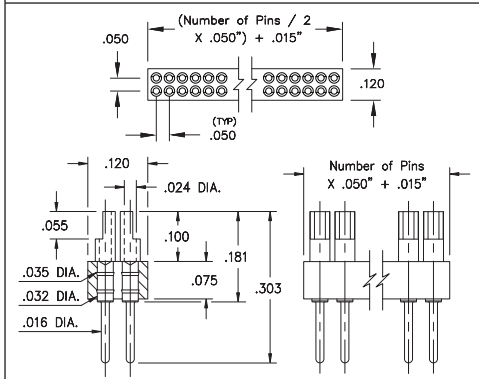 (Number of Pins / 2
X .050") + .015"
.050
.120
(TYP)
.050
.120
.024 DIA.
Number of Pins
X .050" + .015"
.055
.100
.181
.035 DIA.
.075
.303
.032 DIA.
.016 DIA.